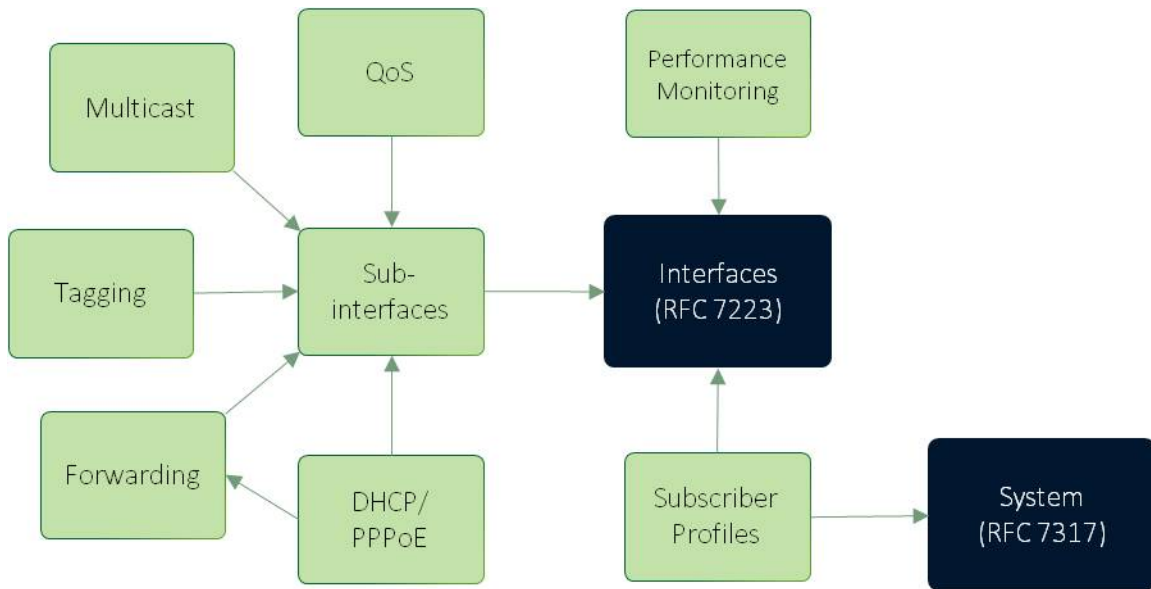 Multicast
QoS
Performance
Monitoring
Tagging
Sub-
interfaces
Interfaces
(RFC 7223)
Forwarding
DHCP/
PPPoE
Subscriber
Profiles
System
(RFC 7317)